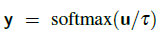 y = softmax(u/τ)